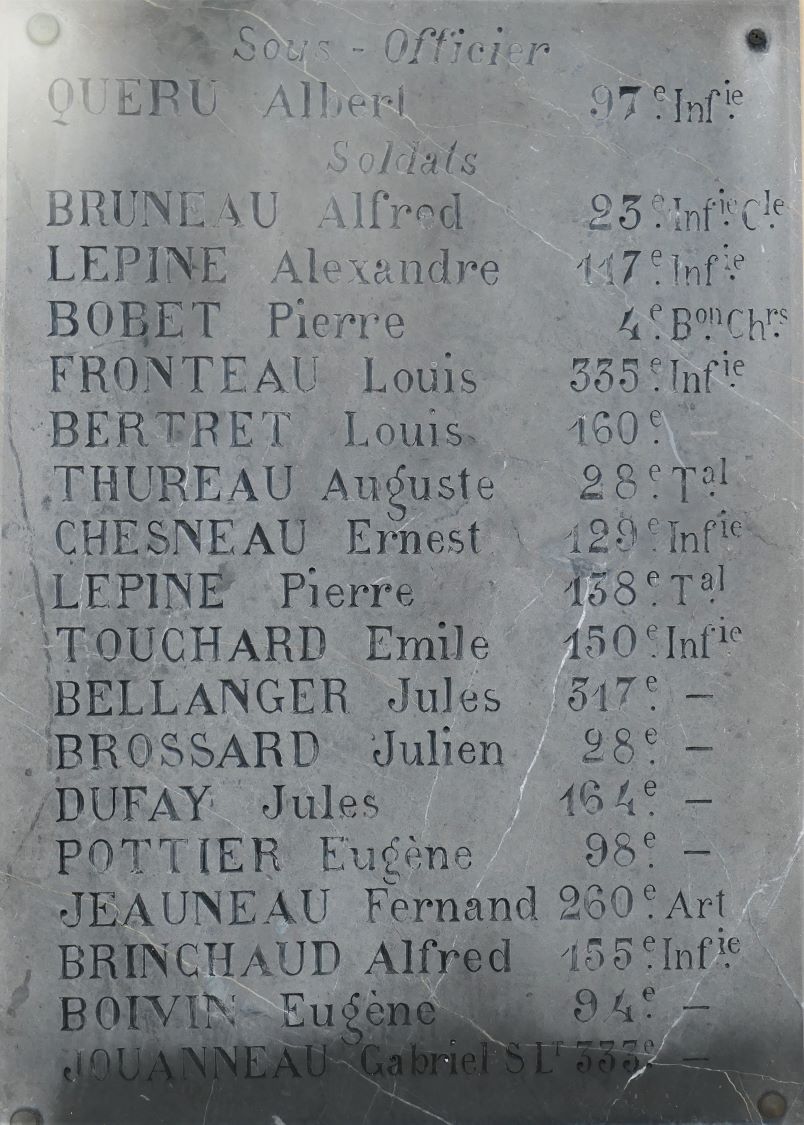 Sous - Officier
QUERU Albert 97e. Infie.
Soldats
BRUNEAU Alfred 23e. Infie. Cle.
LEPINE Alexandre 117e. Infie.
BOBET Pierre 4e. Bon. Chrs.
FRONTEAU Louis 335e. Infie.
BERTRET Louis 160e. —
THUREAU Auguste 28e. Tal.
CHESNEAU Ernest 129e. Infie.
LEPINE Pierre 138e. Tal.
TOUCHARD Emile 150e. Infie.
BELLANGER Jules 317e. —
BROSSARD Julien 28e. —
DUFAY Jules 164e. —
POTTIER Eugène 98e. —
JEAUNEAU Fernand 260e. Art
BRINCHAUD Alfred 155e. Infie.
BOIVIN Eugène 94e. —
JOUANNEAU Gabriel S Lt 333e. —